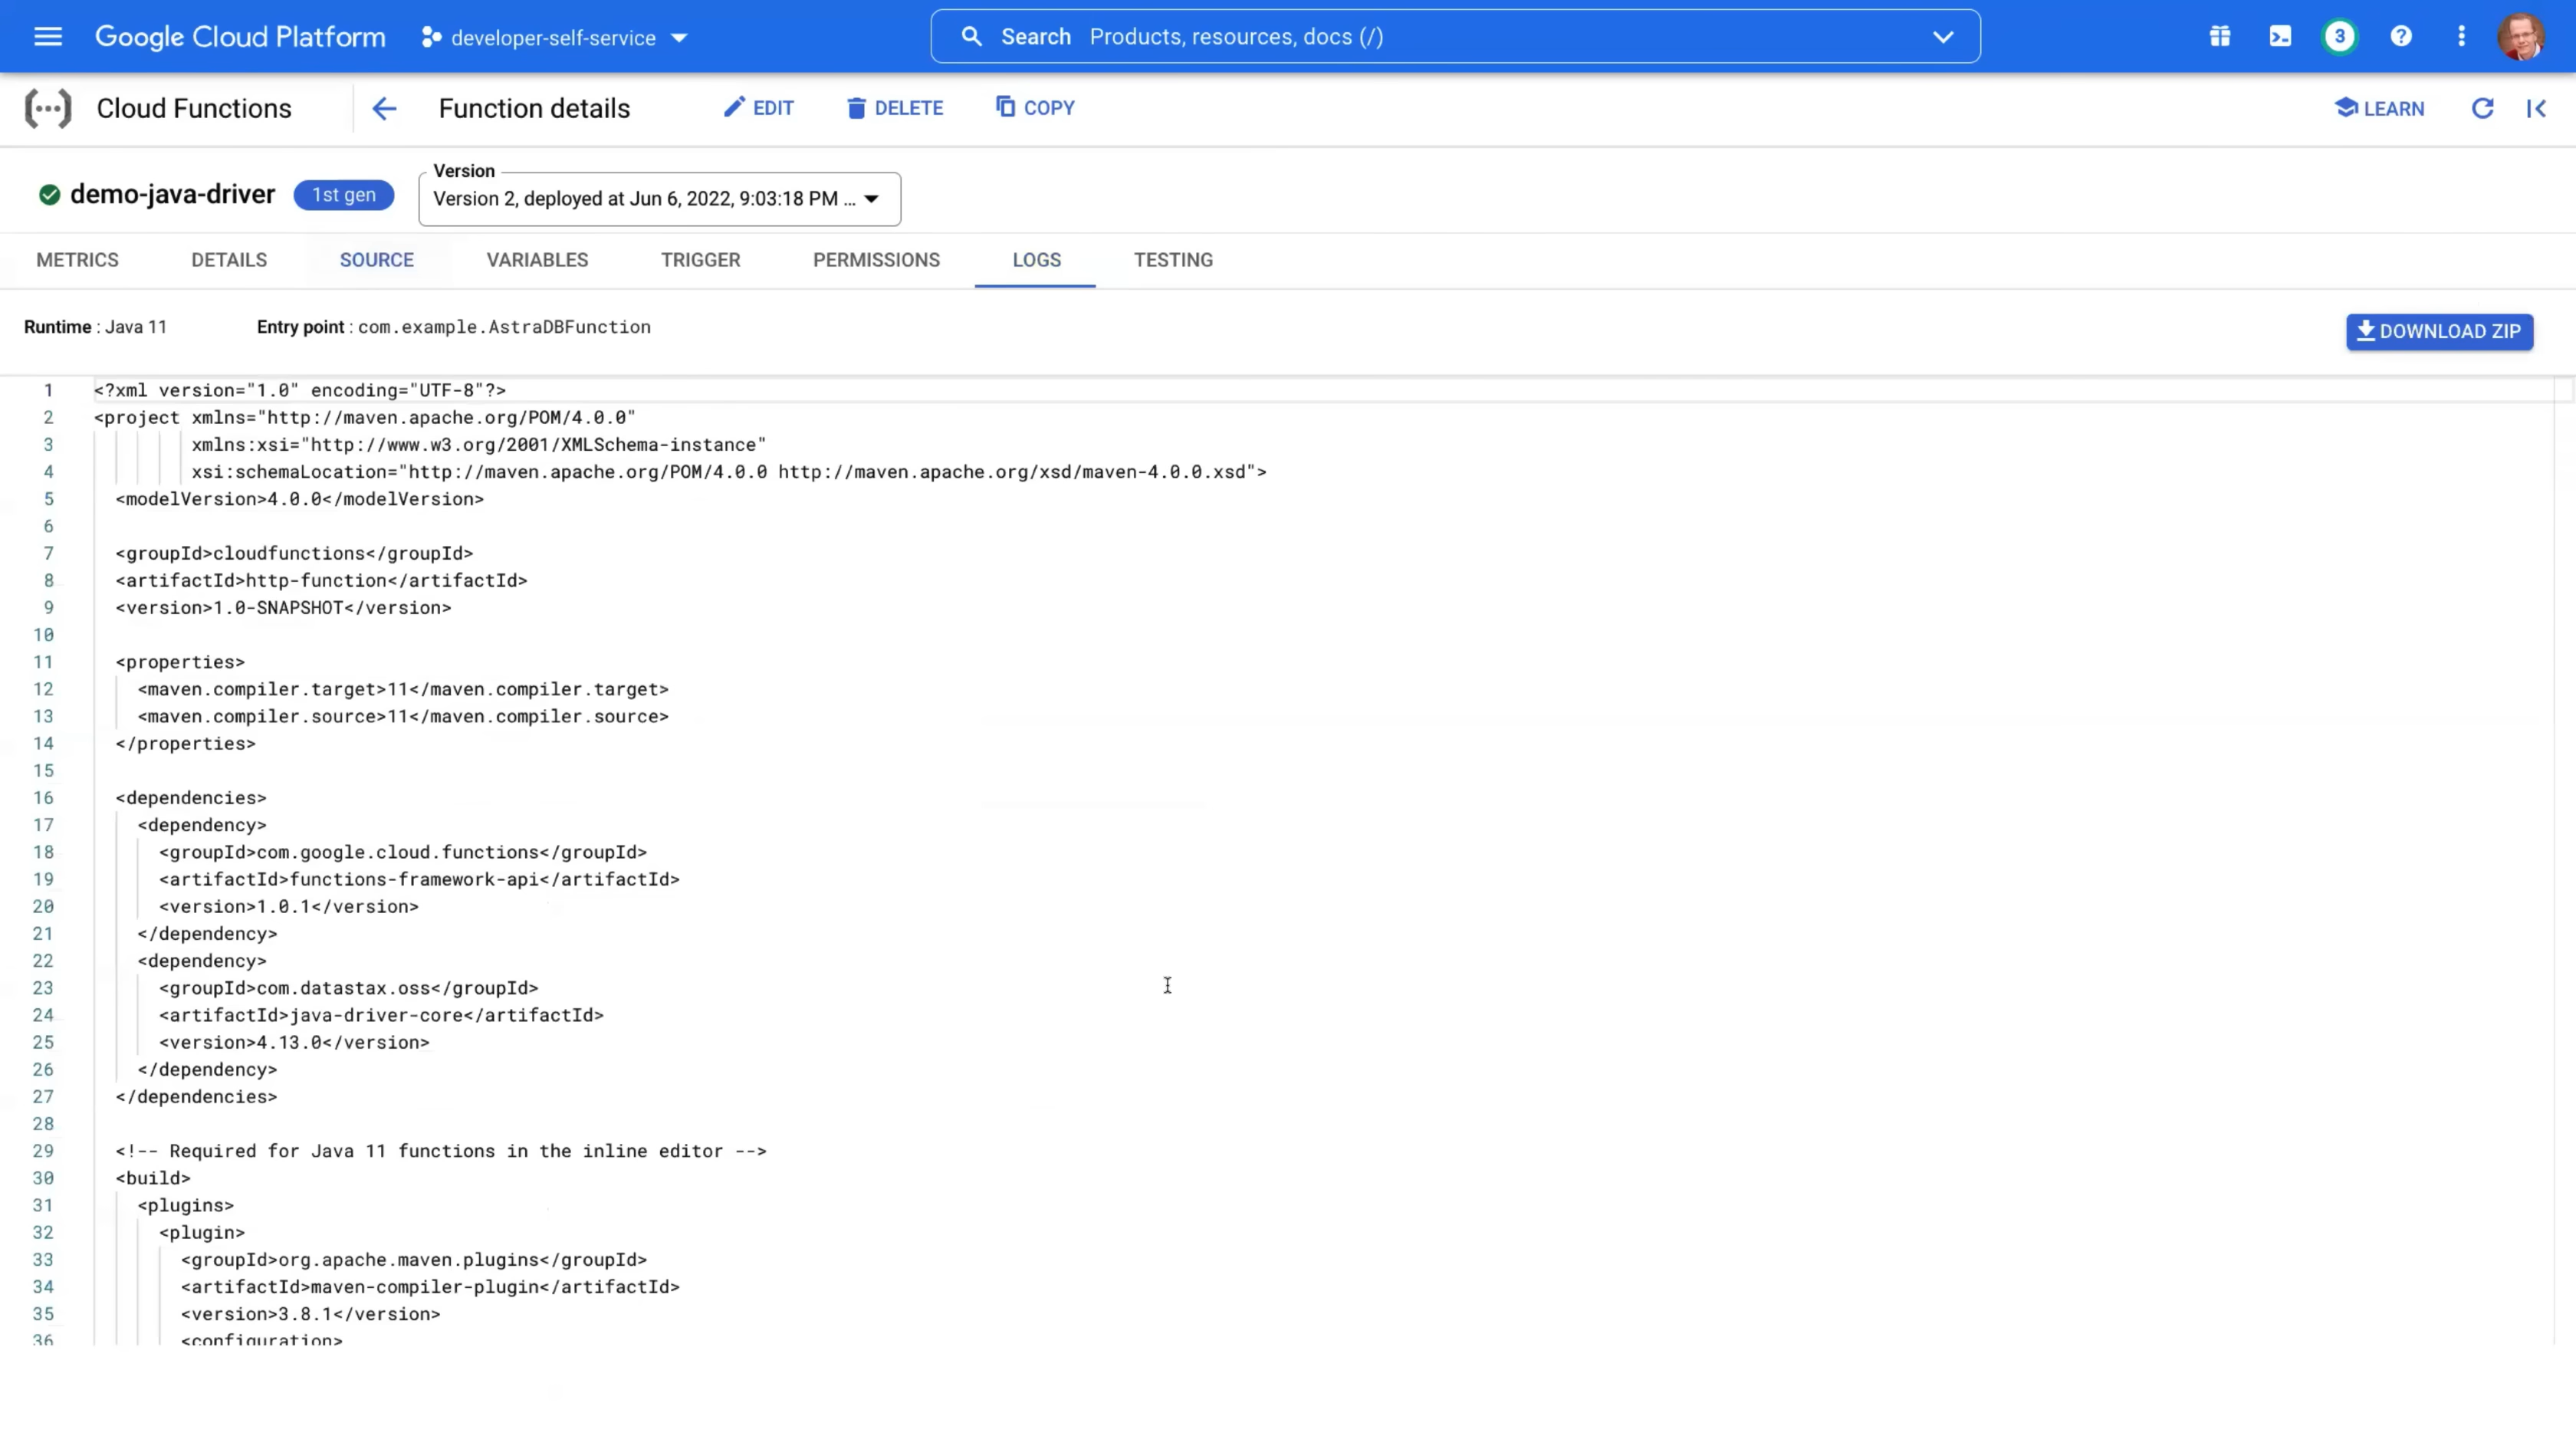 Google Cloud Platform developer-self-service Search Products, resources, docs (/) 3
Cloud Functions Function details EDIT DELETE COPY LEARN
demo-java-driver 1st gen Version
Version 2, deployed at Jun 6, 2022, 9:03:18 PM ...
METRICS DETAILS SOURCE VARIABLES TRIGGER PERMISSIONS LOGS TESTING
Runtime : Java 11 Entry point : com.example.AstraDBFunction DOWNLOAD ZIP
1 <?xml version="1.0" encoding="UTF-8"?>
2 <project xmlns="http://maven.apache.org/POM/4.0.0"
3 xmlns:xsi="http://www.w3.org/2001/XMLSchema-instance"
4 xsi:schemaLocation="http://maven.apache.org/POM/4.0.0 http://maven.apache.org/xsd/maven-4.0.0.xsd">
5 <modelVersion>4.0.0</modelVersion>
6
7 <groupId>cloudfunctions</groupId>
8 <artifactId>http-function</artifactId>
9 <version>1.0-SNAPSHOT</version>
10
11 <properties>
12 <maven.compiler.target>11</maven.compiler.target>
13 <maven.compiler.source>11</maven.compiler.source>
14 </properties>
15
16 <dependencies>
17 <dependency>
18 <groupId>com.google.cloud.functions</groupId>
19 <artifactId>functions-framework-api</artifactId>
20 <version>1.0.1</version>
21 </dependency>
22 <dependency>
23 <groupId>com.datastax.oss</groupId>
24 <artifactId>java-driver-core</artifactId>
25 <version>4.13.0</version>
26 </dependency>
27 </dependencies>
28
29 <!-- Required for Java 11 functions in the inline editor -->
30 <build>
31 <plugins>
32 <plugin>
33 <groupId>org.apache.maven.plugins</groupId>
34 <artifactId>maven-compiler-plugin</artifactId>
35 <version>3.8.1</version>
36 <configuration>